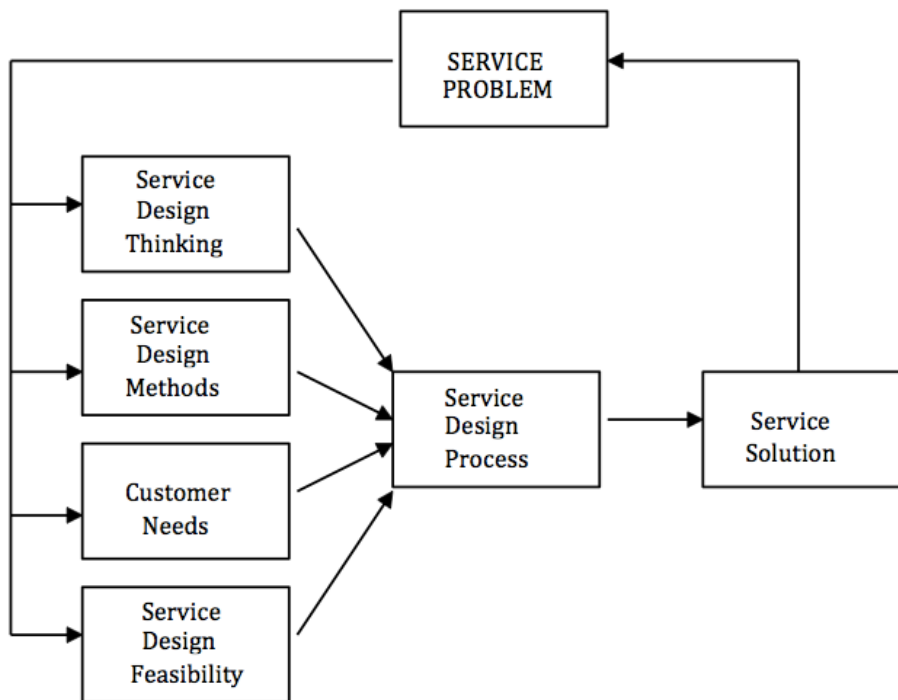 SERVICE
PROBLEM
Service
Design
Thinking
Service
Design
Methods
Customer
Needs
Service
Design
Feasibility
Service
Design
Process
Service
Solution